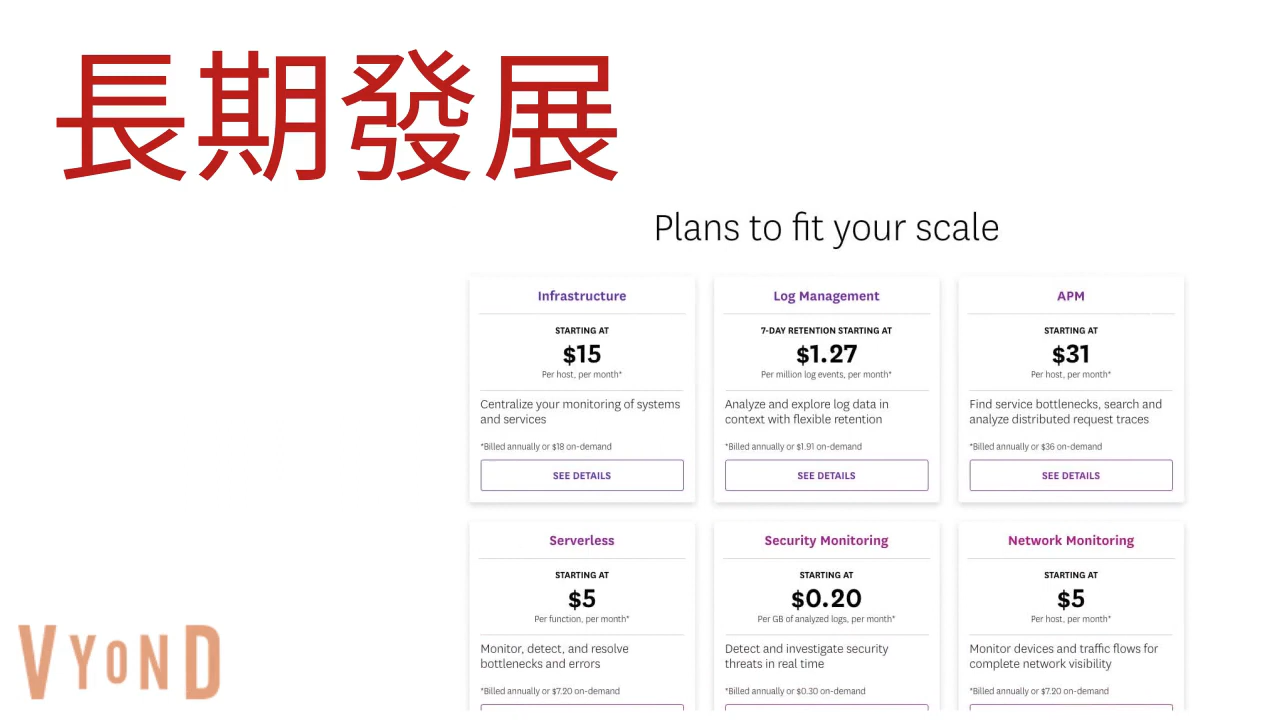 長期發展
Plans to fit your scale
Infrastructure
STARTING AT
$15
Per host, per month*
Centralize your monitoring of systems
and services
*Billed annually or $18 on-demand
SEE DETAILS
Log Management
7-DAY RETENTION STARTING AT
$1.27
Per million log events, per month*
Analyze and explore log data in
context with flexible retention
*Billed annually or $1.91 on-demand
SEE DETAILS
APM
STARTING AT
$31
Per host, per month*
Find service bottlenecks, search and
analyze distributed request traces
*Billed annually or $36 on-demand
SEE DETAILS
Serverless
STARTING AT
$5
Per function, per month*
Monitor, detect, and resolve
bottlenecks and errors
*Billed annually or $7.20 on-demand
Security Monitoring
STARTING AT
$0.20
Per GB of analyzed logs, per month*
Detect and investigate security
threats in real time
*Billed annually or $0.30 on-demand
Network Monitoring
STARTING AT
$5
Per host, per month*
Monitor devices and traffic flows for
complete network visibility
*Billed annually or $7.20 on-demand
VYOND